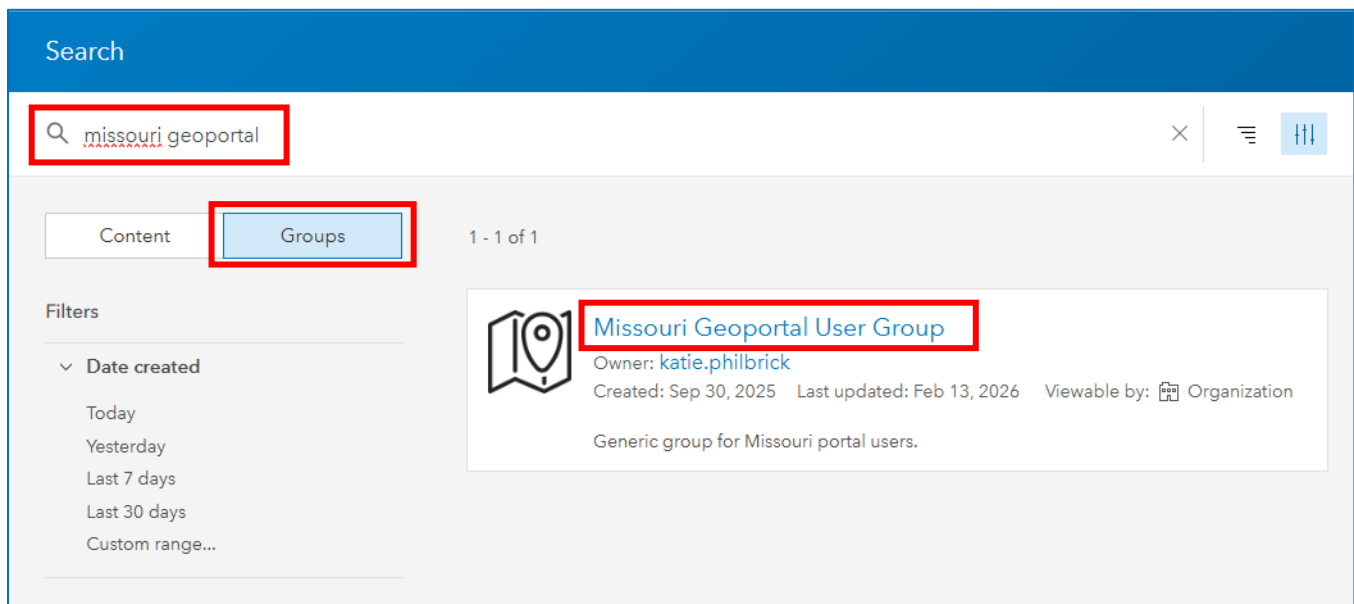 Search
missouri geoportal
Content Groups
1 - 1 of 1
Filters
Missouri Geoportal User Group
Owner: katie.philbrick
Date created
Created: Sep 30, 2025 Last updated: Feb 13, 2026 Viewable by: Organization
Today
Generic group for Missouri portal users.
Yesterday
Last 7 days
Last 30 days
Custom range...